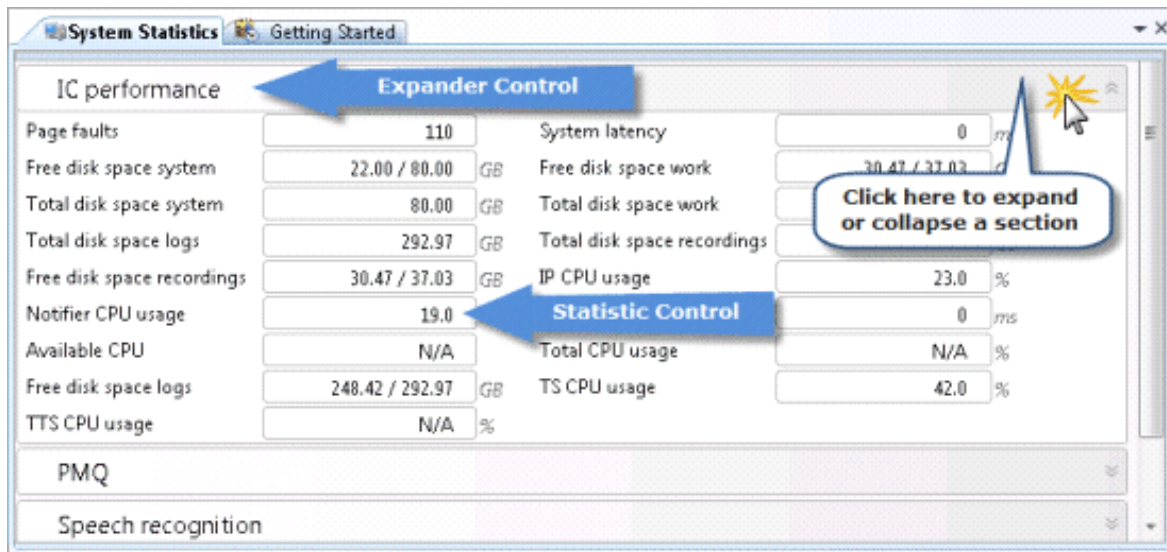 System Statistics Getting Started
IC performance
Expander Control
Page faults 110 System latency 0
Free disk space system 22.00 / 80.00 GB Free disk space work 30.47 / 37.03
Total disk space system 80.00 GB Total disk space work
Click here to expand
or collapse a section
Total disk space logs 292.97 GB Total disk space recordings
Free disk space recordings 30.47 / 37.03 GB IP CPU usage 23.0 %
Notifier CPU usage 19.0 Statistic Control 0 ms
Available CPU N/A Total CPU usage N/A %
Free disk space logs 248.42 / 292.97 GB TS CPU usage 42.0 %
TTS CPU usage N/A %
PMQ
Speech recognition